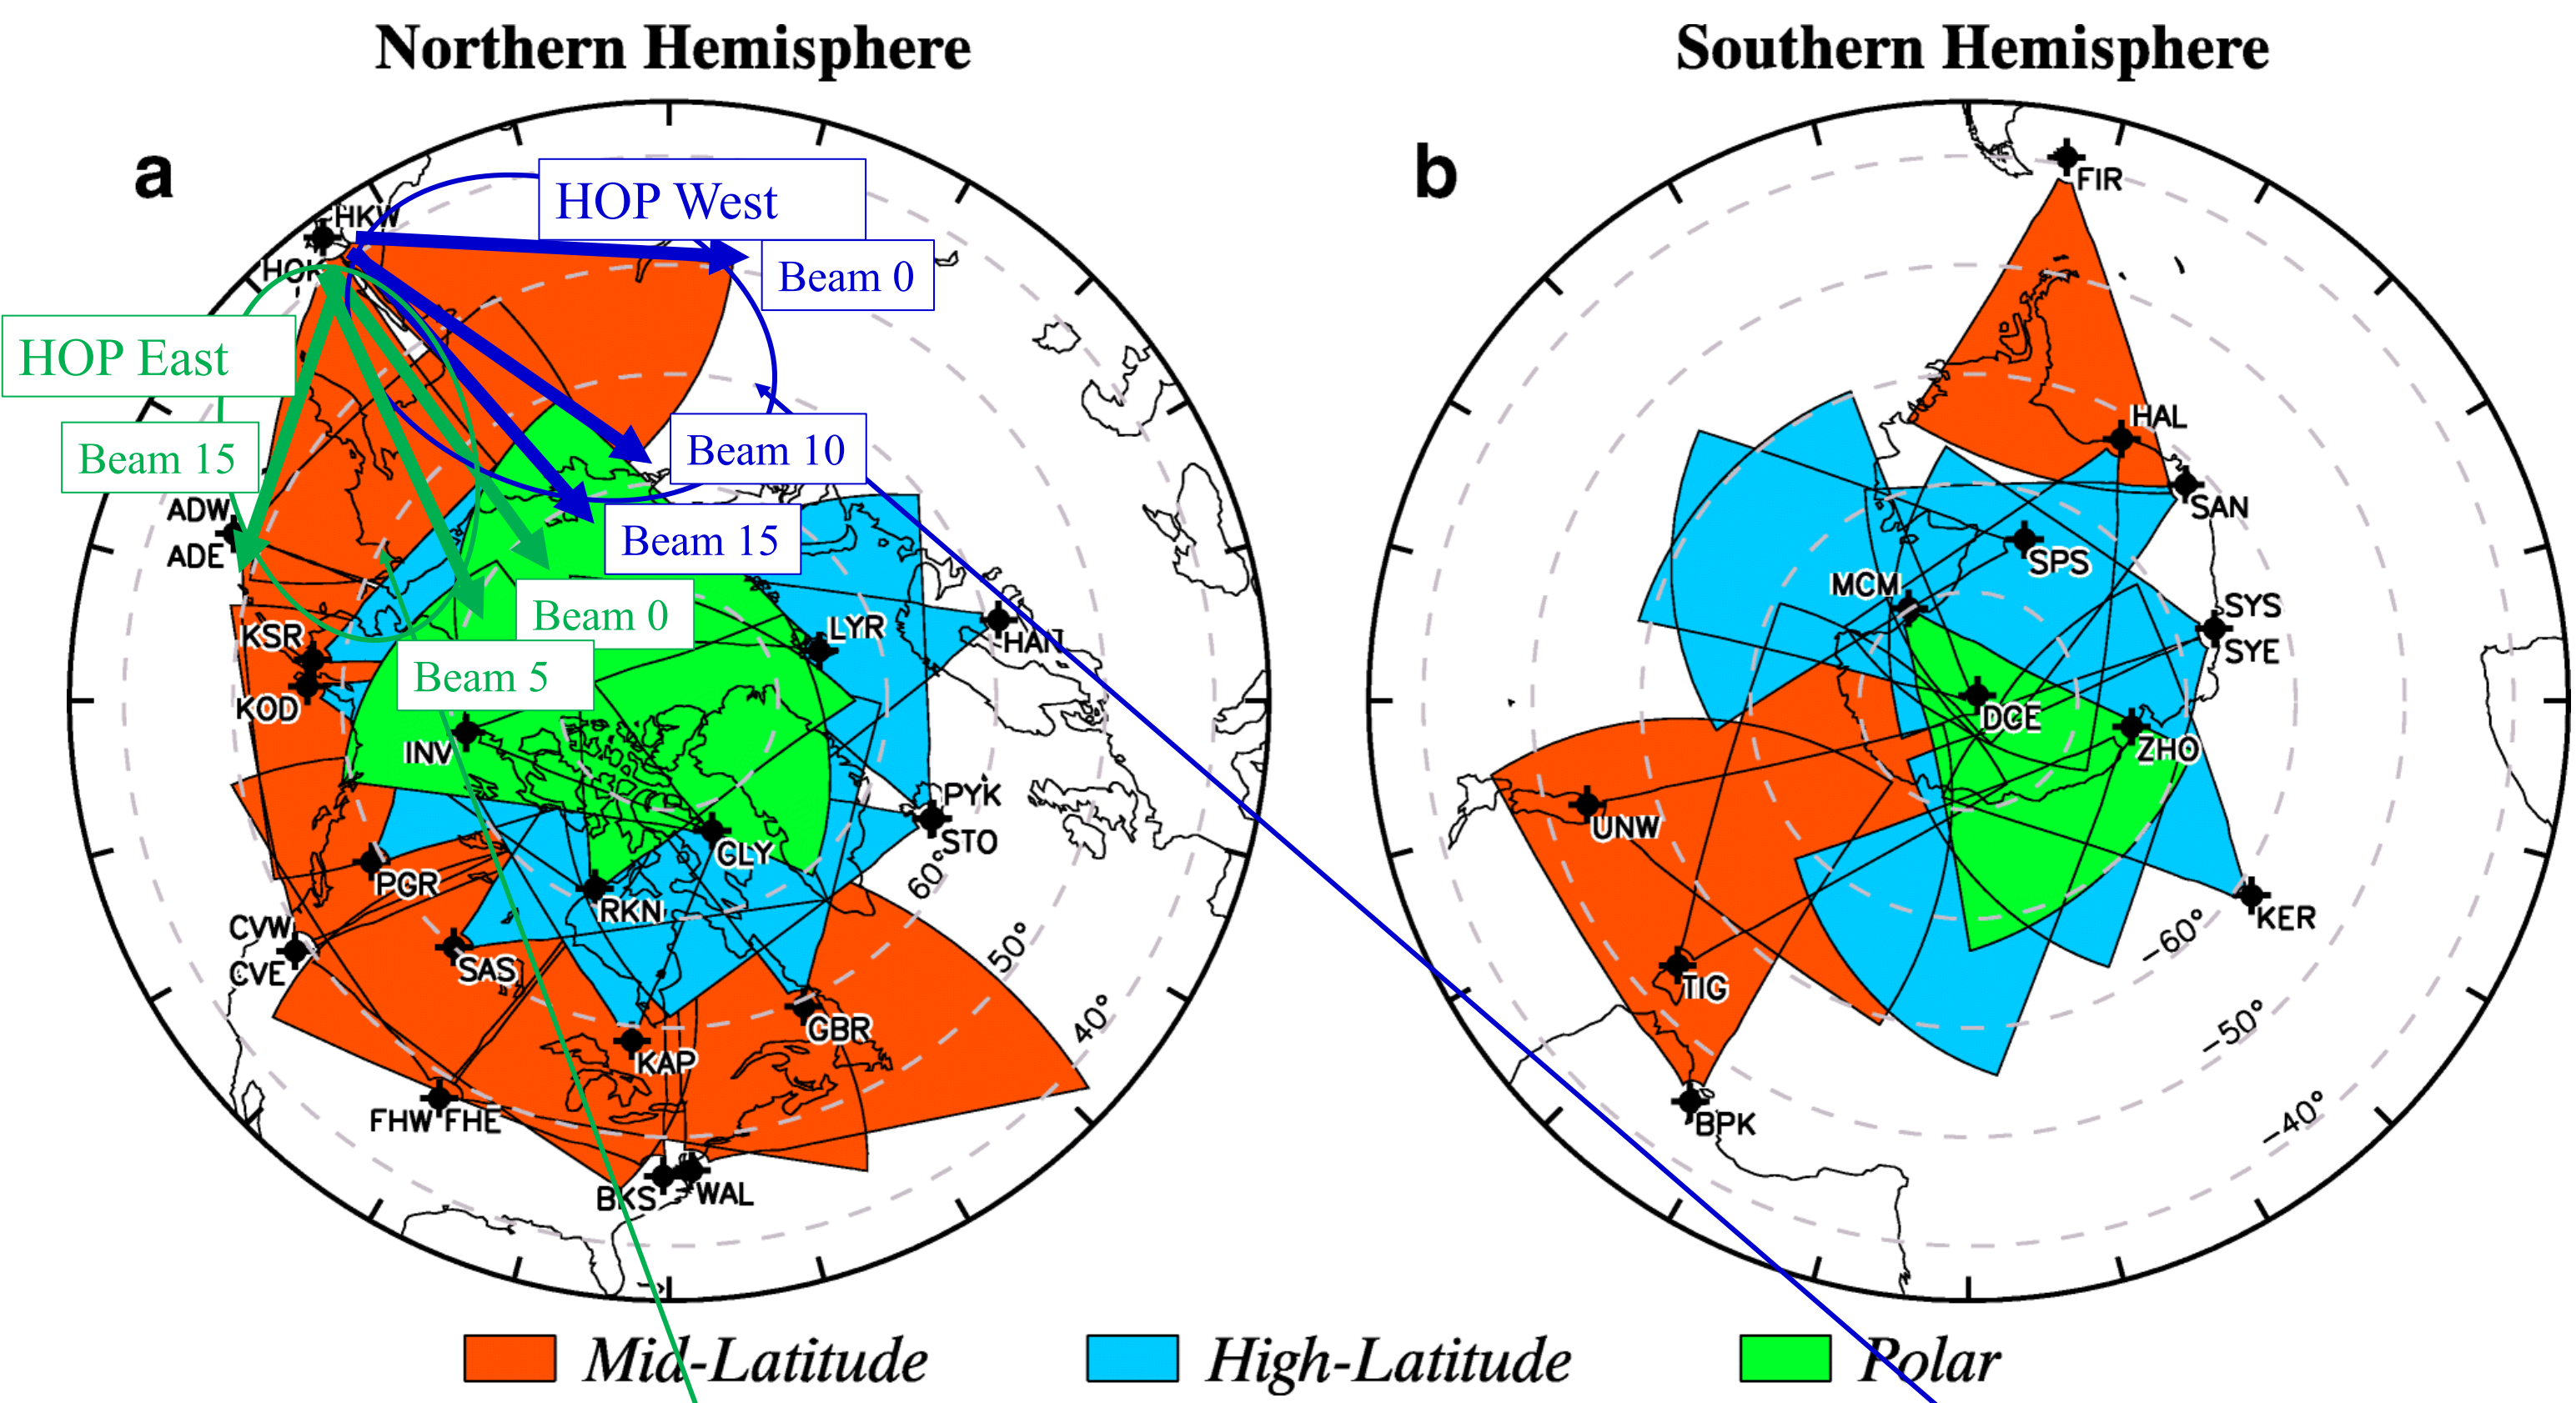 Northern Hemisphere
Southern Hemisphere
a
b
HKW
HOK
HOP West
Beam 0
HOP East
Beam 15
Beam 10
Beam 15
Beam 0
Beam 5
ADW
ADE
KSR
KOD
INV
LYR
HAN
PYK
STO
CLY
RKN
PGR
CVW
CVE
SAS
GBR
KAP
FHW FHE
BKS
WAL
60°
50°
40°
FIR
HAL
SAN
SPS
MCM
SYS
SYE
DCE
ZHO
UNW
KER
TIG
BPK
-60°
-50°
-40°
Mid-Latitude
High-Latitude
Polar